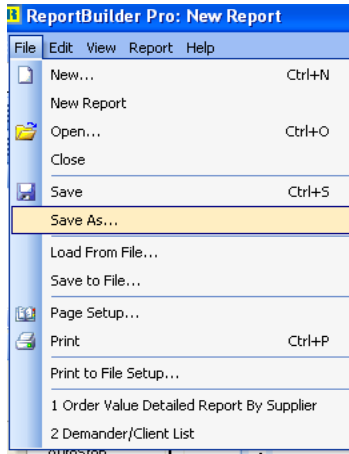 ReportBuilder Pro: New Report
File Edit View Report Help
New... Ctrl+N
New Report
Open... Ctrl+O
Close
Save Ctrl+S
Save As...
Load From File...
Save to File...
Page Setup...
Print Ctrl+P
Print to File Setup...
1 Order Value Detailed Report By Supplier
2 Demander/Client List